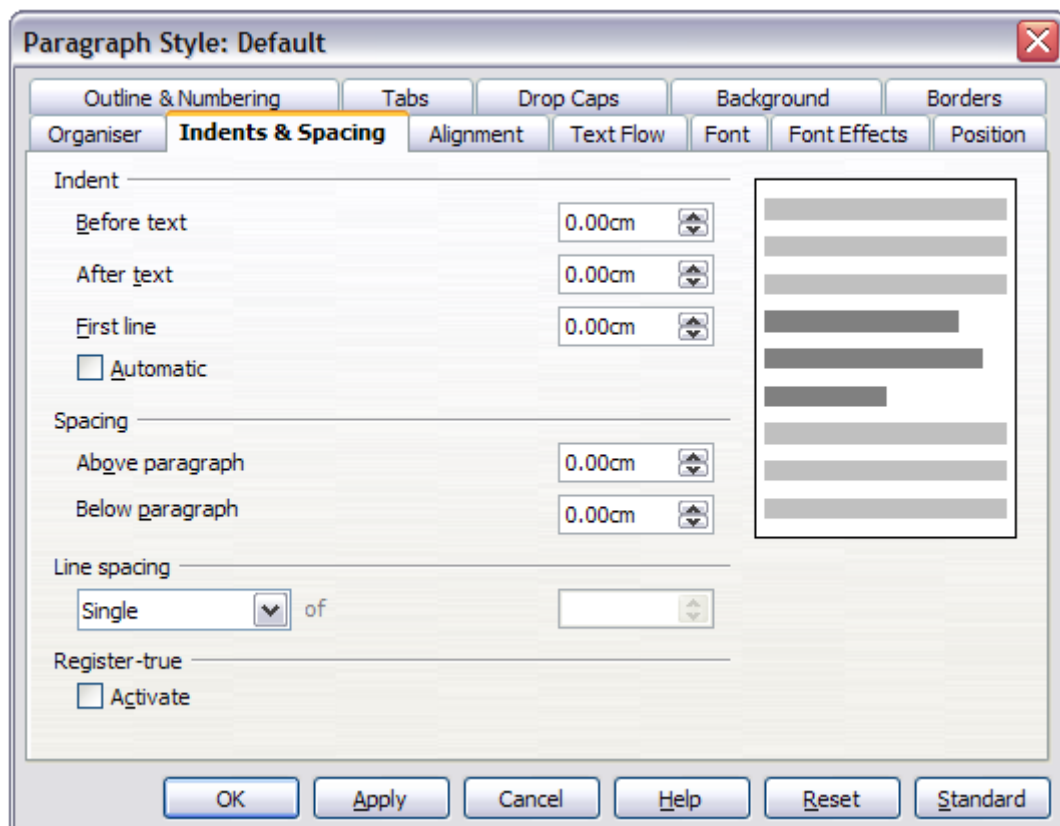 Paragraph Style: Default
Outline & Numbering Tabs Drop Caps Background Borders
Organiser Indents & Spacing Alignment Text Flow Font Font Effects Position
Indent
Before text 0.00cm
After text 0.00cm
First line 0.00cm
Automatic
Spacing
Above paragraph 0.00cm
Below paragraph 0.00cm
Line spacing
Single of
Register-true
Activate
OK Apply Cancel Help Reset Standard